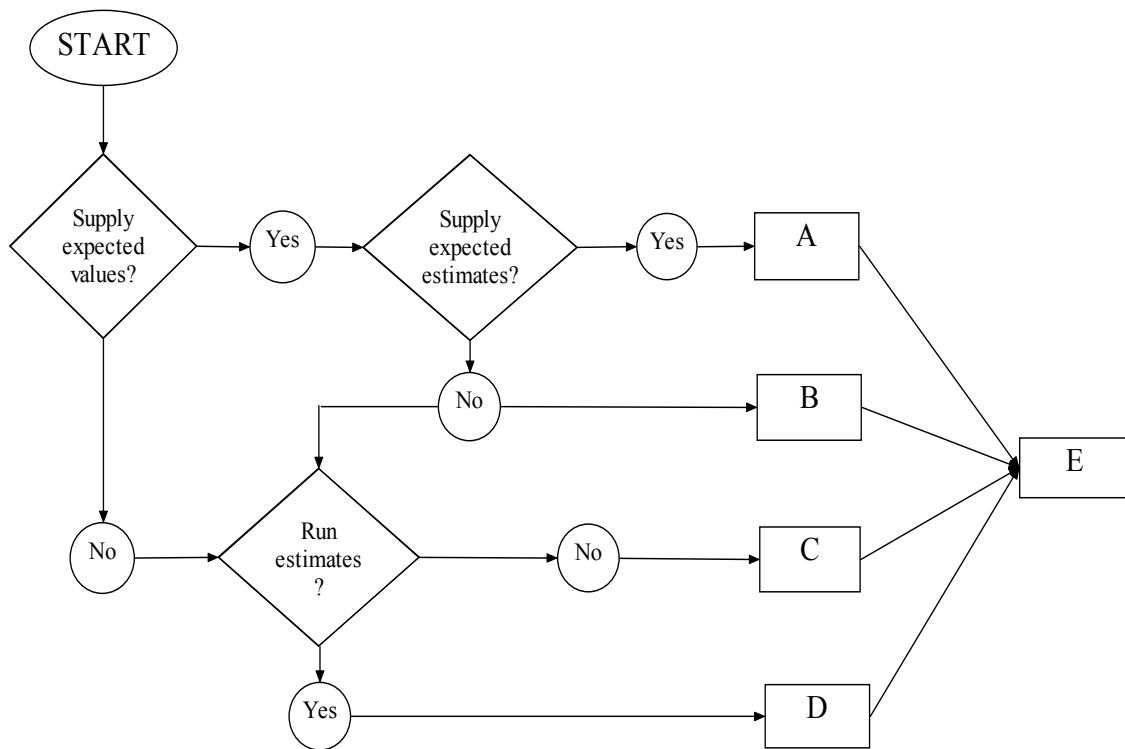 START
Supply
expected
values?
Yes
Supply
expected
estimates?
Yes
A
No
B
E
No
Run
estimates
?
No
C
Yes
D